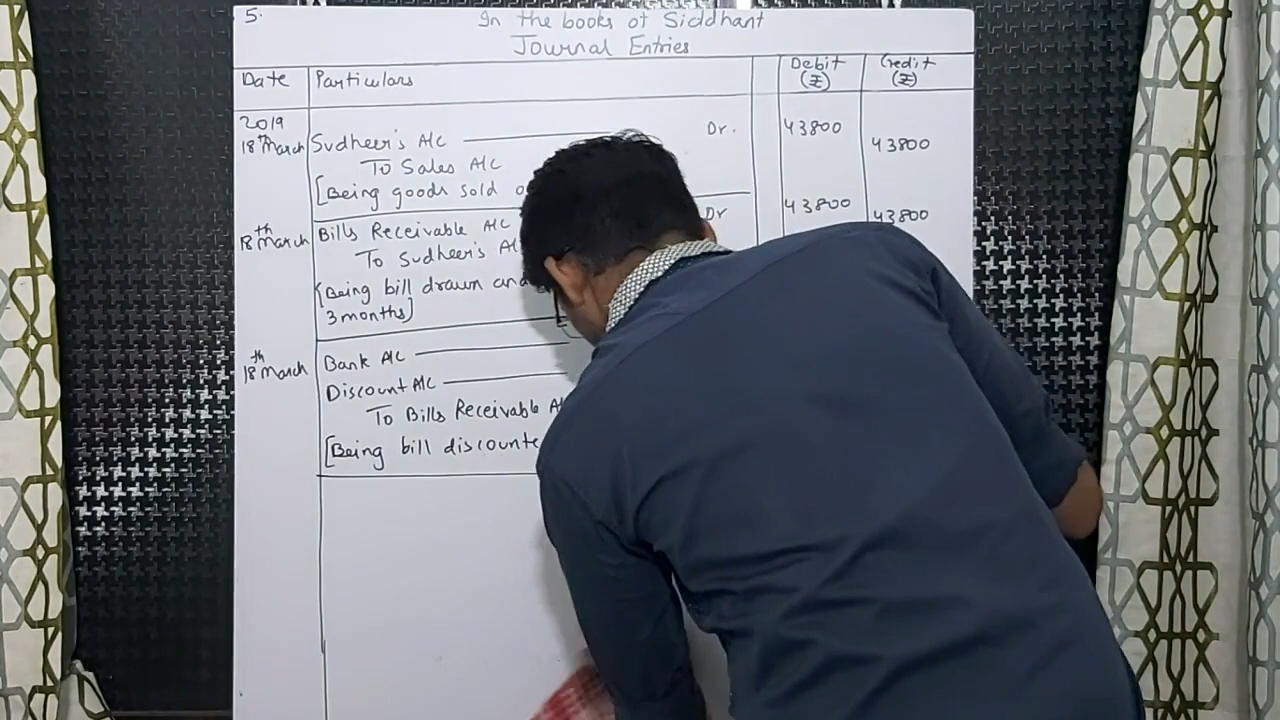 5.
In the books of Siddhant
Journal Entries
Date Particulars Debit (₹) Credit (₹)
2019
18th March Sudheer's A/c Dr. 43800
To Sales A/c 43800
[Being goods sold
18th March Bills Receivable A/c Dr 43800
To Sudheer's 43800
[Being bill drawn and
3 months]
18th March Bank A/c
Discount A/c
To Bills Receivable
[Being bill